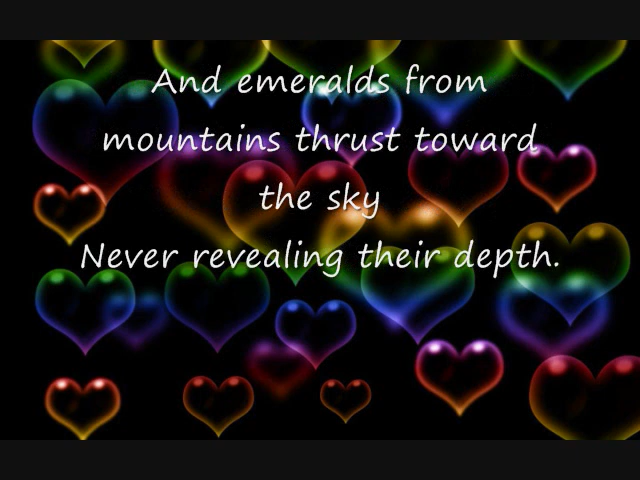 And emeralds from
mountains thrust toward
the sky
Never revealing their depth.